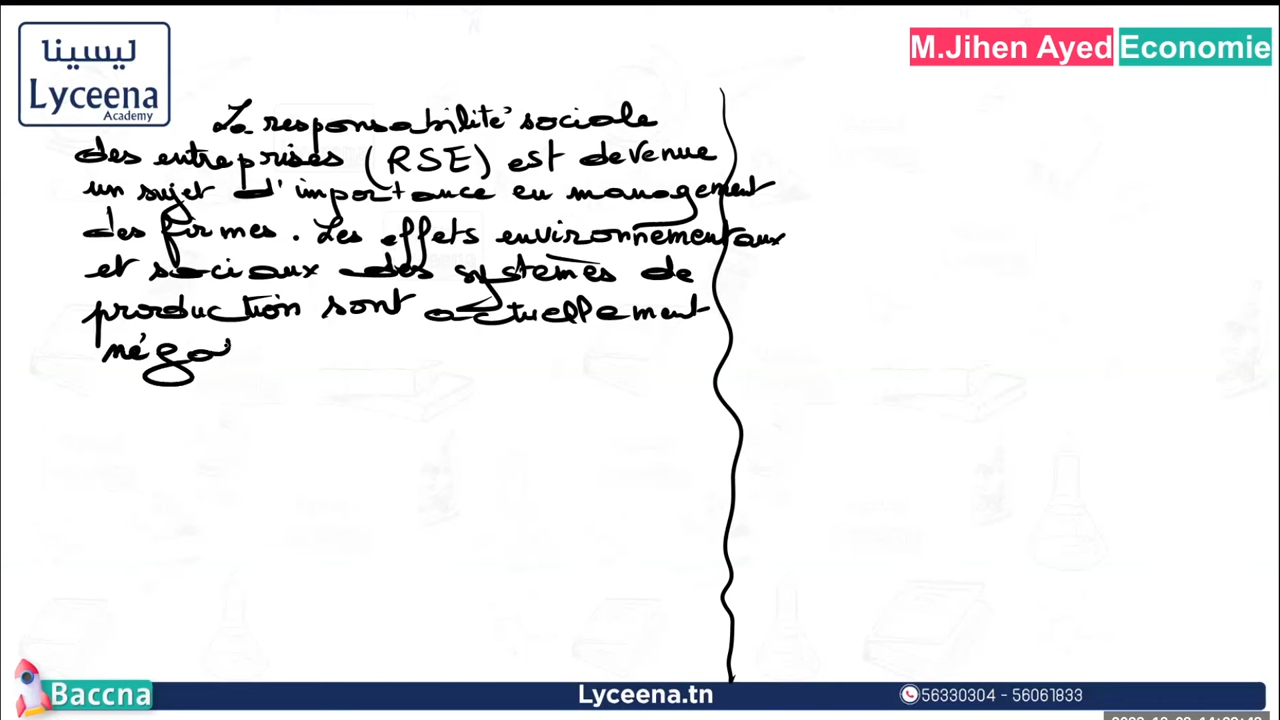 ليسينا
Lyceena
Academy
M.Jihen Ayed Economie
La responsabilité sociale
des entreprises (RSE) est devenue
un sujet d'importance en management
des firmes. Les effets environnementaux
et sociaux des systèmes de
production sont actuellement
néga
Baccna
Lyceena.tn
56330304 - 56061833